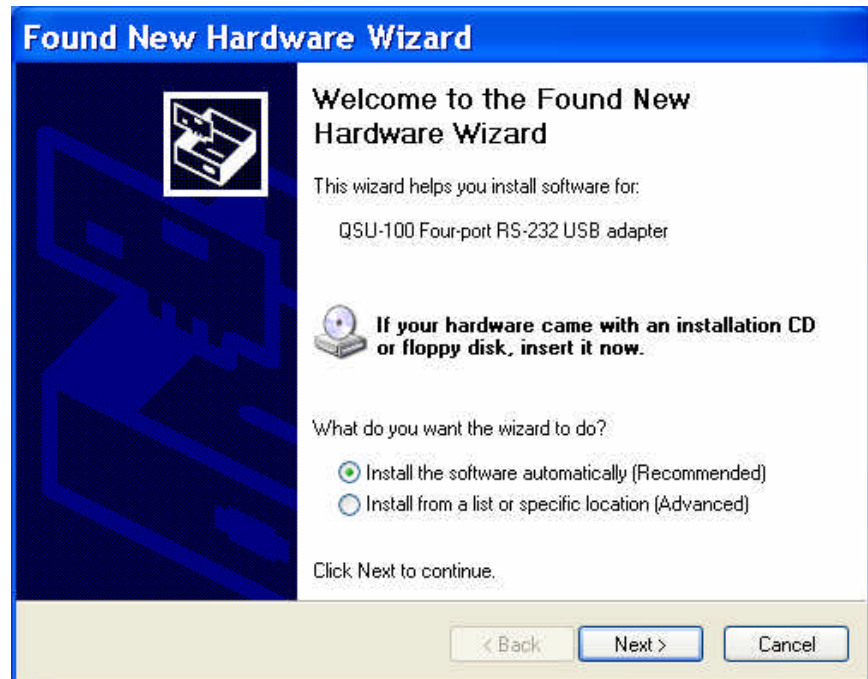 Found New Hardware Wizard
Welcome to the Found New
Hardware Wizard
This wizard helps you install software for:
QSU-100 Four-port RS-232 USB adapter
If your hardware came with an installation CD
or floppy disk, insert it now.
What do you want the wizard to do?
Install the software automatically (Recommended)
Install from a list or specific location (Advanced)
Click Next to continue.
< Back Next > Cancel